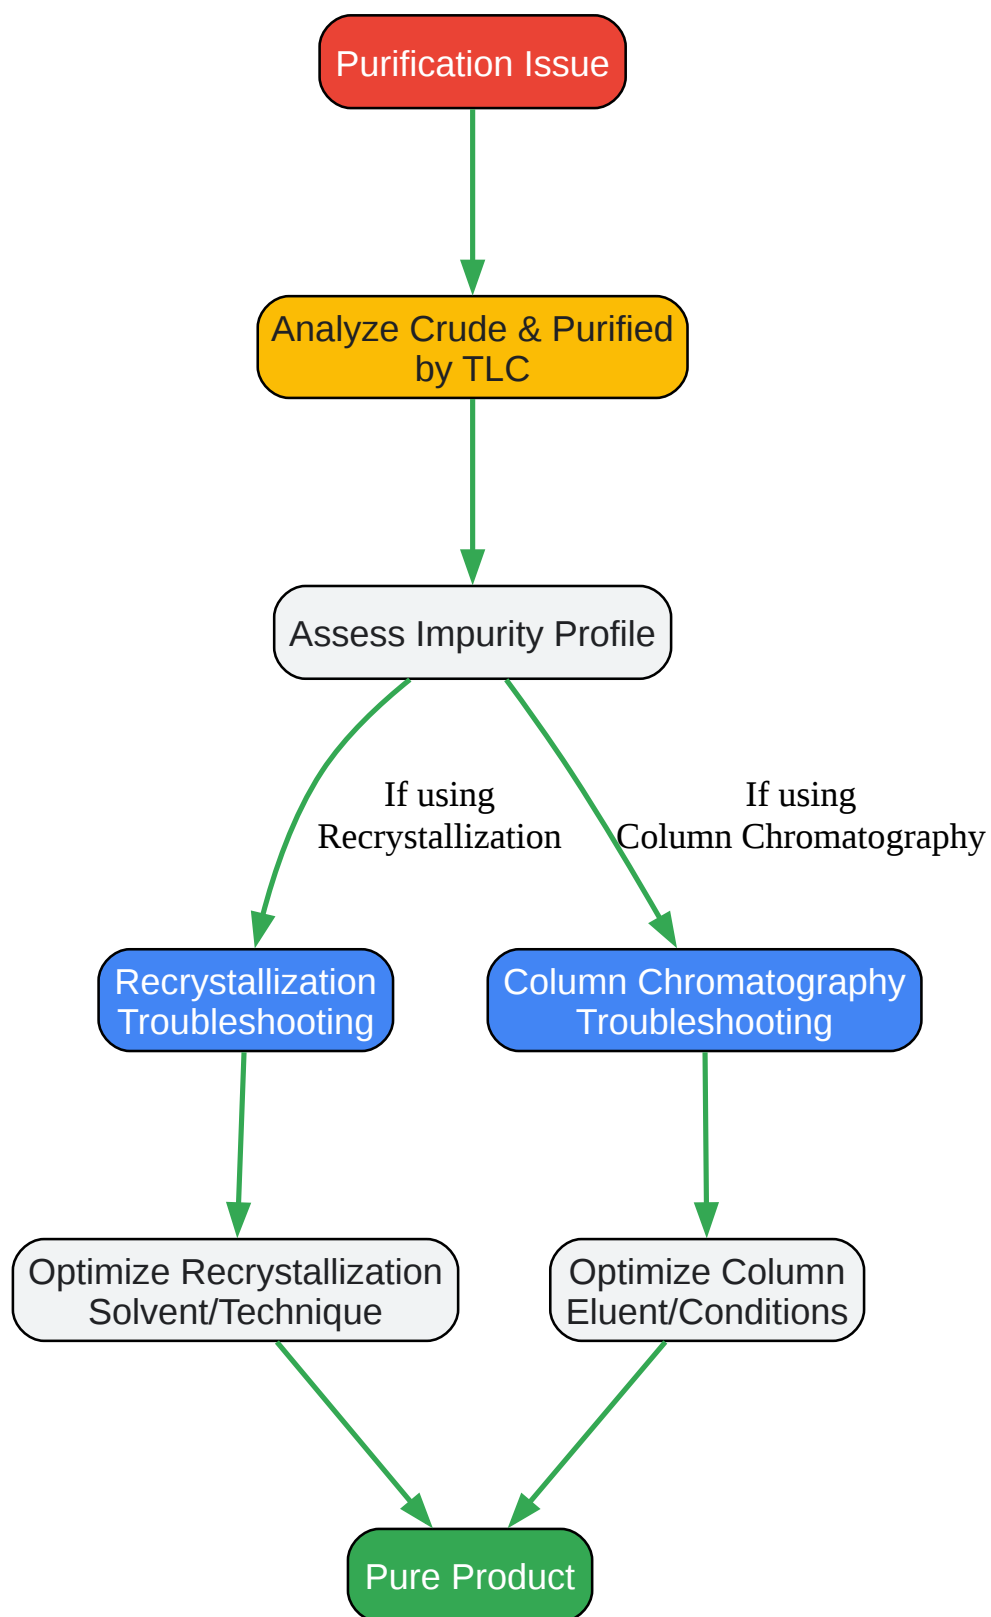 Purification Issue
Analyze Crude & Purified
by TLC
Assess Impurity Profile
If using
Recrystallization
If using
Column Chromatography
Recrystallization
Troubleshooting
Column Chromatography
Troubleshooting
Optimize Recrystallization
Solvent/Technique
Optimize Column
Eluent/Conditions
Pure Product